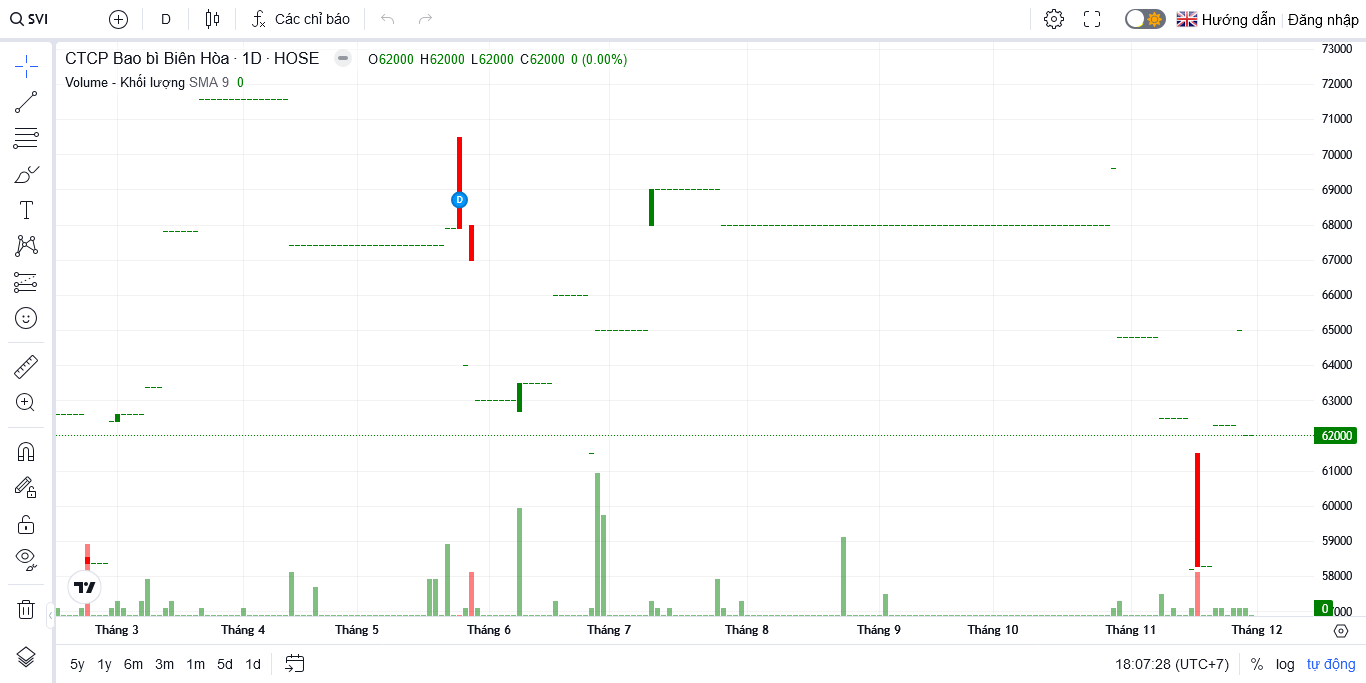 SVI D Các chỉ báo Hướng dẫn Đăng nhập
CTCP Bao bì Biên Hòa · 1D · HOSE O62000 H62000 L62000 C62000 0 (0.00%)
Volume - Khối lượng SMA 9 0
D
73000
72000
71000
70000
69000
68000
67000
66000
65000
64000
63000
62000
61000
60000
59000
58000
0
Tháng 3 Tháng 4 Tháng 5 Tháng 6 Tháng 7 Tháng 8 Tháng 9 Tháng 10 Tháng 11 Tháng 12
5y 1y 6m 3m 1m 5d 1d 18:07:28 (UTC+7) % log tự động